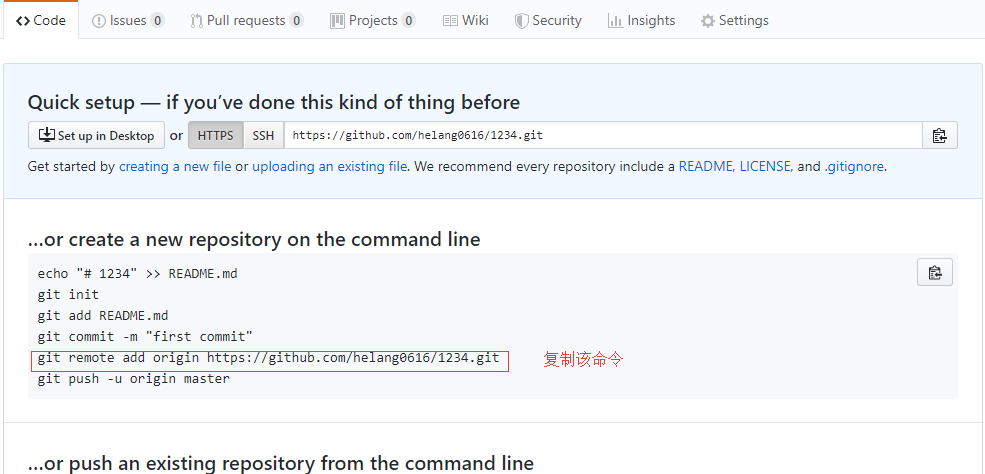 Code Issues 0 Pull requests 0 Projects 0 Wiki Security Insights Settings
Quick setup — if you’ve done this kind of thing before
Set up in Desktop or HTTPS SSH https://github.com/helang0616/1234.git
Get started by creating a new file or uploading an existing file. We recommend every repository include a README, LICENSE, and .gitignore.
…or create a new repository on the command line
echo "# 1234" >> README.md
git init
git add README.md
git commit -m "first commit"
git remote add origin https://github.com/helang0616/1234.git 复制该命令
git push -u origin master
…or push an existing repository from the command line